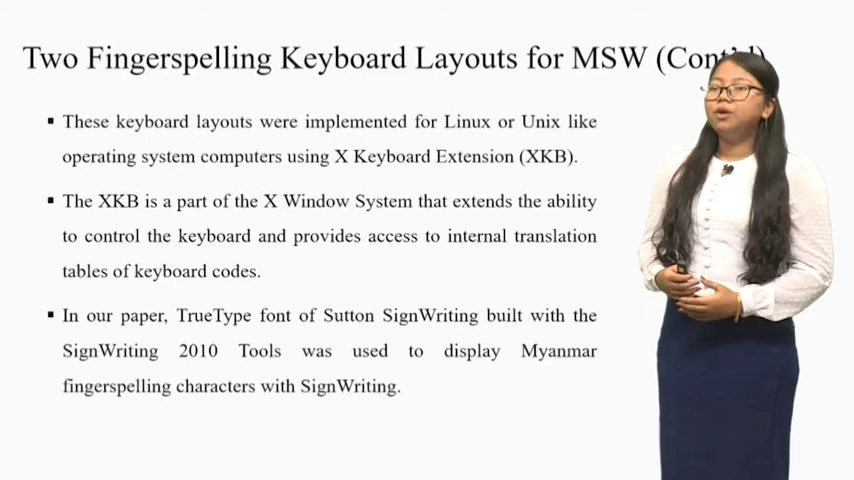 Two Fingerspelling Keyboard Layouts for MSW (Cont'd)
▪ These keyboard layouts were implemented for Linux or Unix like
operating system computers using X Keyboard Extension (XKB).
▪ The XKB is a part of the X Window System that extends the ability
to control the keyboard and provides access to internal translation
tables of keyboard codes.
▪ In our paper, TrueType font of Sutton SignWriting built with the
SignWriting 2010 Tools was used to display Myanmar
fingerspelling characters with SignWriting.